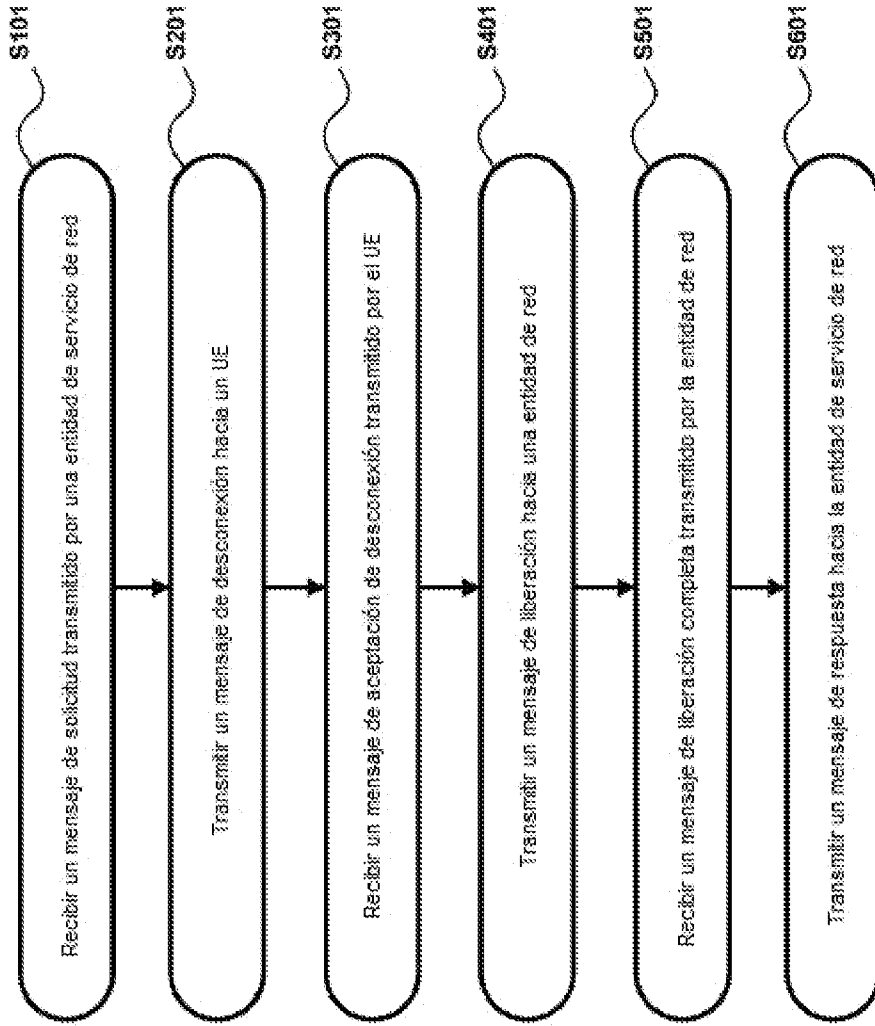 S101
Recibir un mensaje de solicitud transmitido por una entidad de servicio de red
S201
Transmitir un mensaje de desconexión hacia un UE
S301
Recibir un mensaje de aceptación de desconexión transmitido por el UE
S401
Transmitir un mensaje de liberación hacia una entidad de red
S501
Recibir un mensaje de liberación completa transmitido por la entidad de red
S601
Transmitir un mensaje de respuesta hacia la entidad de servicio de red